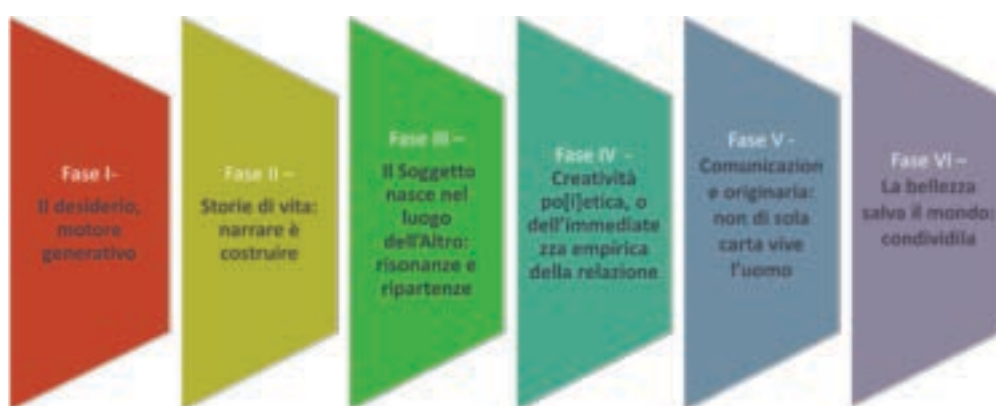 Fase I-
Il desiderio,
motore
generativo
Fase II –
Storie di vita:
narrare è
costruire
Fase III –
Il Soggetto
nasce nel
luogo
dell'Altro:
risonanze e
ripartenze
Fase IV -
Creatività
po[i]etica, o
dell'immediate
zza empirica
della relazione
Fase V -
Comunicazion
e originaria:
non di sola
carta vive
l'uomo
Fase VI –
La bellezza
salva il mondo:
condividila